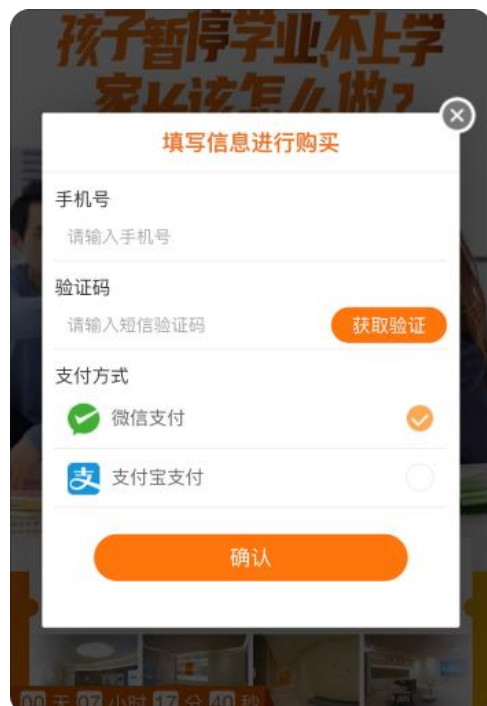 孩子暂停学业,不上学
家长该怎么做?
填写信息进行购买
手机号
请输入手机号
验证码
请输入短信验证码
获取验证
支付方式
微信支付
支
支付宝支付
确认
00 天 07 小时 17 分 40 秒